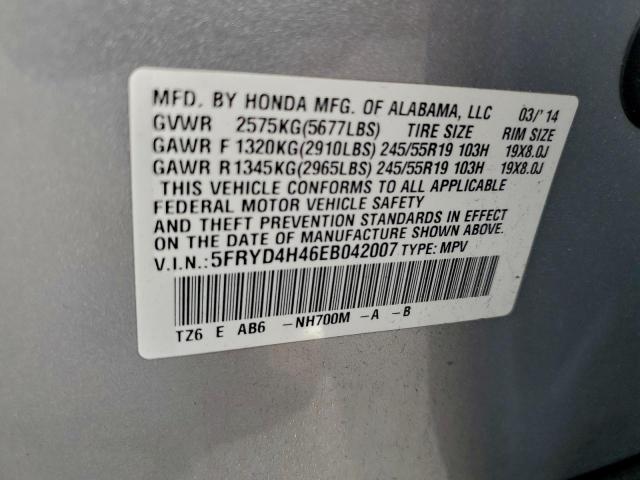 MFD. BY HONDA MFG. OF ALABAMA, LLC 03/'14
GVWR 2575KG(5677LBS) TIRE SIZE RIM SIZE
GAWR F 1320KG(2910LBS) 245/55R19 103H 19X8.0J
GAWR R 1345KG(2965LBS) 245/55R19 103H 19X8.0J
THIS VEHICLE CONFORMS TO ALL APPLICABLE
FEDERAL MOTOR VEHICLE SAFETY
AND THEFT PREVENTION STANDARDS IN EFFECT
ON THE DATE OF MANUFACTURE SHOWN ABOVE.
V.I.N.:5FRYD4H46EB042007 TYPE: MPV
TZ6 E AB6 -NH700M -A -B